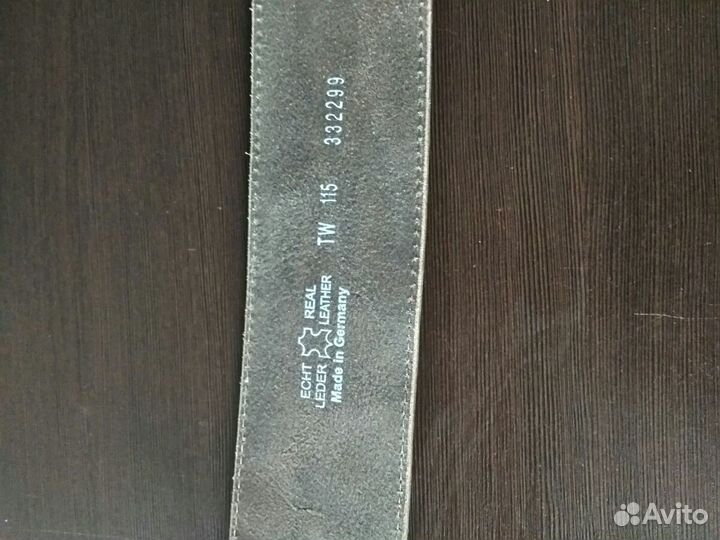 ECHT REAL
LEDER LEATHER
Made in Germany
TW 115 332299
Avito